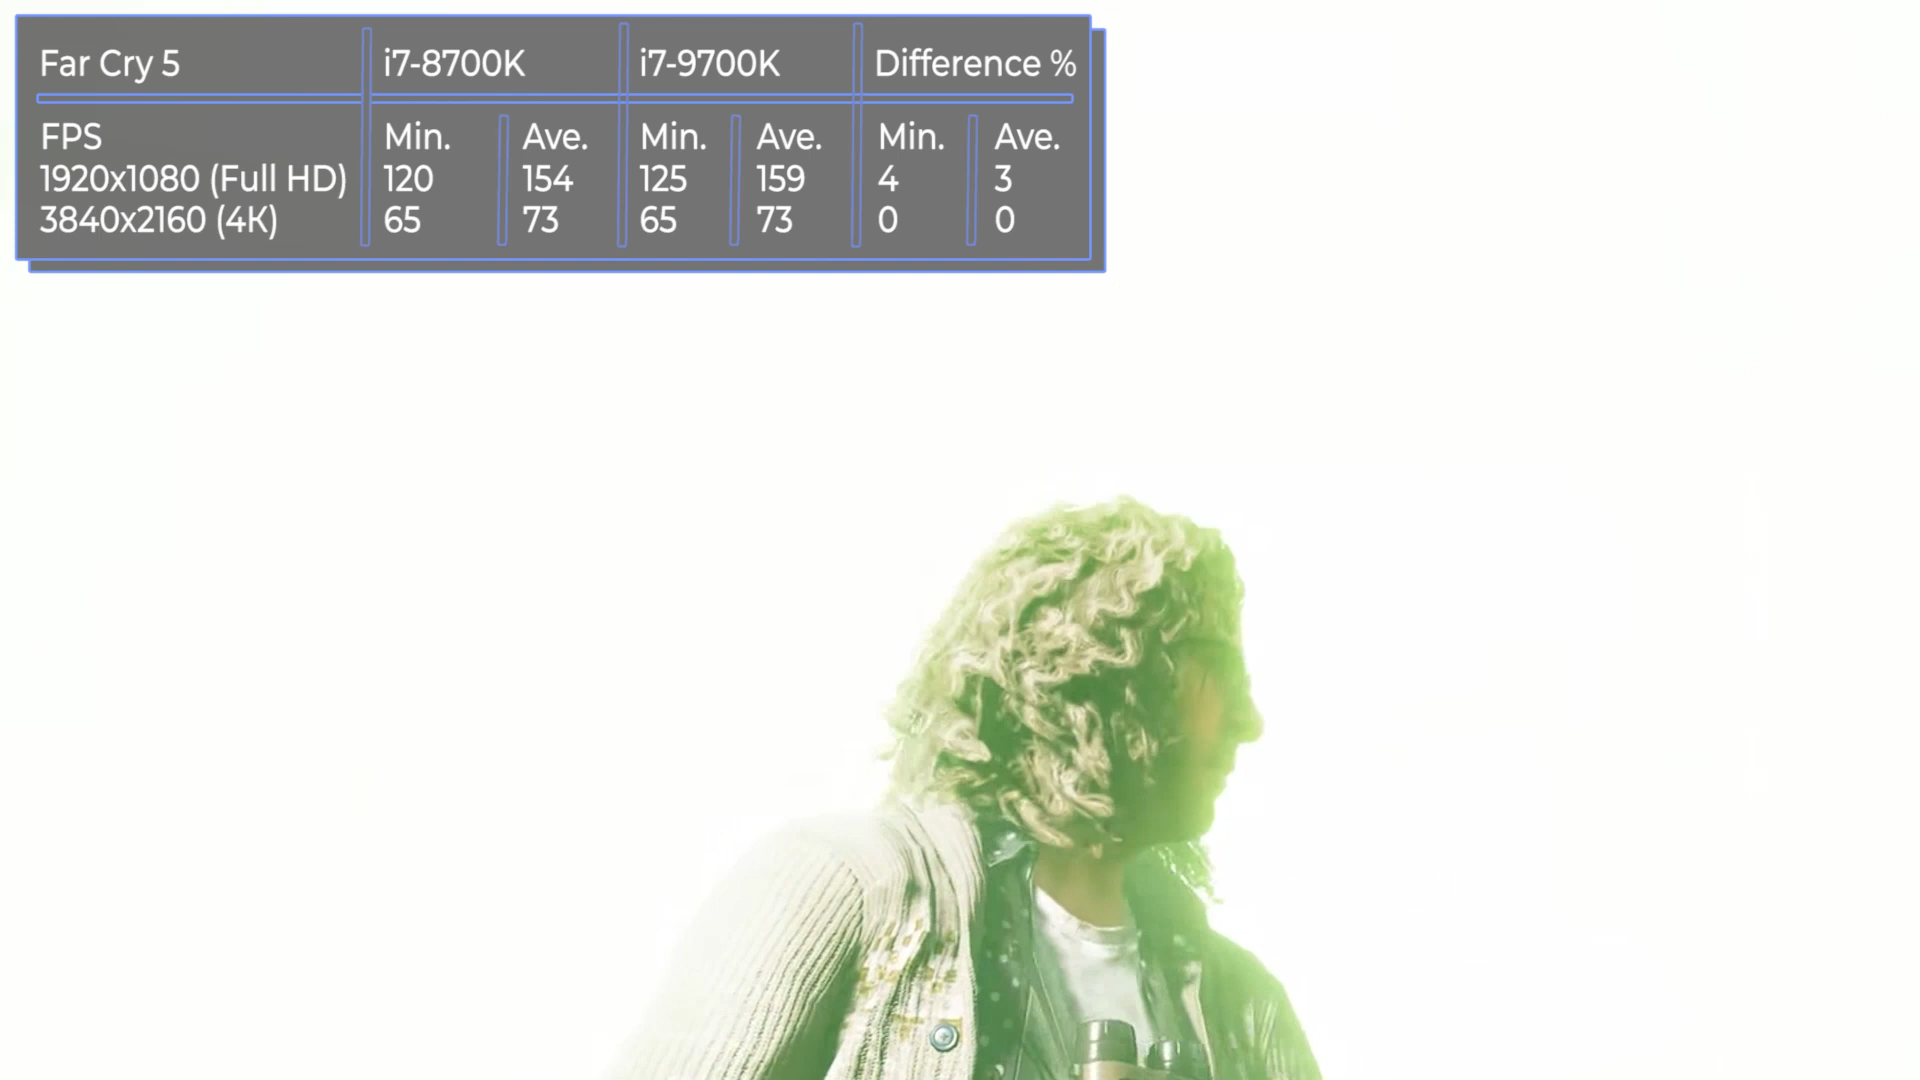 Far Cry 5 i7-8700K i7-9700K Difference %
FPS Min. Ave. Min. Ave. Min. Ave.
1920x1080 (Full HD) 120 154 125 159 4 3
3840x2160 (4K) 65 73 65 73 0 0